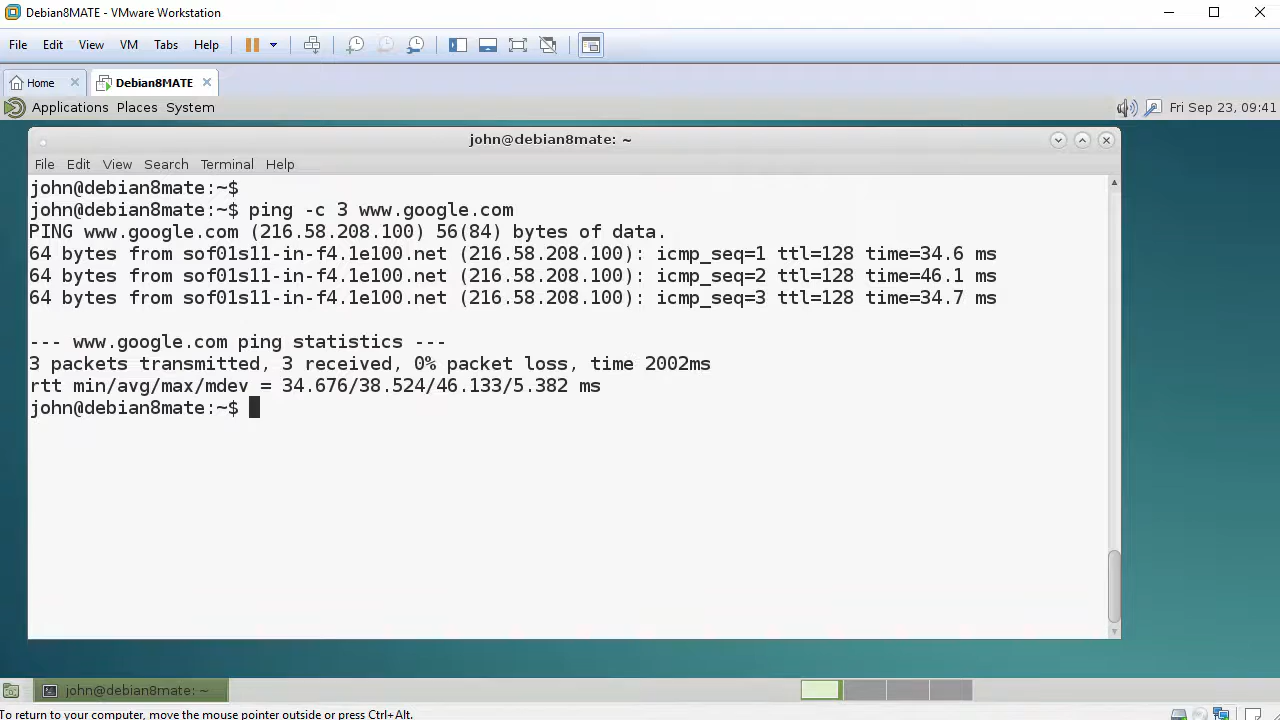 Debian8MATE - VMware Workstation
File Edit View VM Tabs Help
Home Debian8MATE
Applications Places System Fri Sep 23, 09:41
john@debian8mate: ~
File Edit View Search Terminal Help
john@debian8mate:~$
john@debian8mate:~$ ping -c 3 www.google.com
PING www.google.com (216.58.208.100) 56(84) bytes of data.
64 bytes from sof01s11-in-f4.1e100.net (216.58.208.100): icmp_seq=1 ttl=128 time=34.6 ms
64 bytes from sof01s11-in-f4.1e100.net (216.58.208.100): icmp_seq=2 ttl=128 time=46.1 ms
64 bytes from sof01s11-in-f4.1e100.net (216.58.208.100): icmp_seq=3 ttl=128 time=34.7 ms
--- www.google.com ping statistics ---
3 packets transmitted, 3 received, 0% packet loss, time 2002ms
rtt min/avg/max/mdev = 34.676/38.524/46.133/5.382 ms
john@debian8mate:~$
john@debian8mate: ~
To return to your computer, move the mouse pointer outside or press Ctrl+Alt.